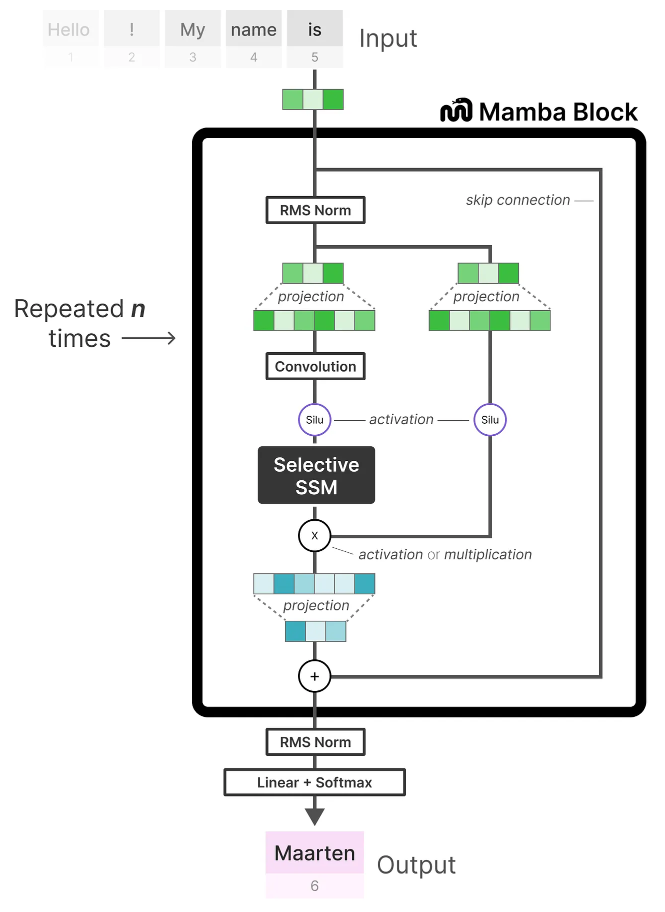 Hello ! My name is Input
1 2 3 4 5
Mamba Block
skip connection
RMS Norm
projection projection
Repeated n
times
Convolution
Silu activation Silu
Selective
SSM
x
activation or multiplication
projection
+
RMS Norm
Linear + Softmax
Maarten
Output
6